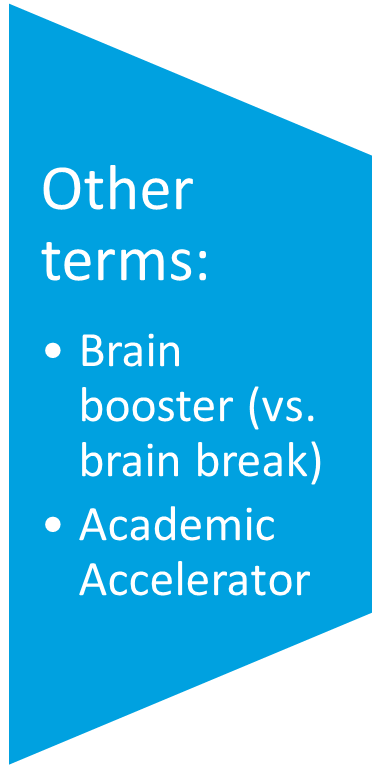 Other
terms:
• Brain
booster (vs.
brain break)
• Academic
Accelerator